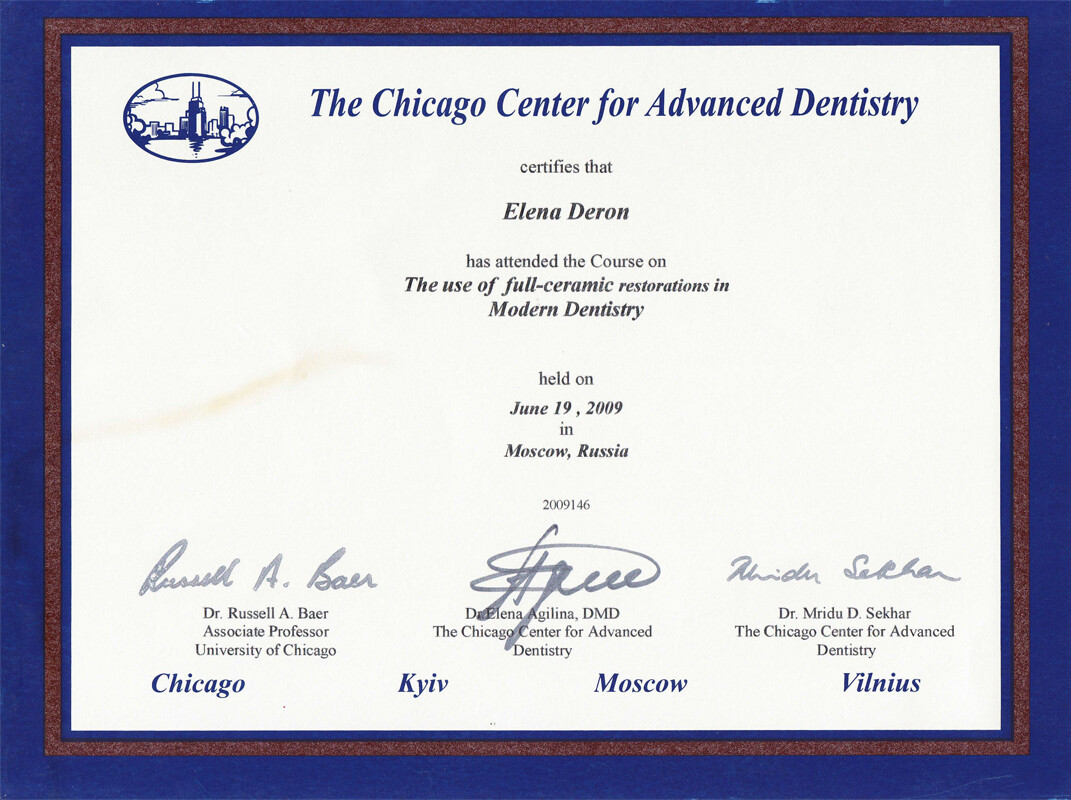 The Chicago Center for Advanced Dentistry
certifies that
Elena Deron
has attended the Course on
The use of full-ceramic restorations in
Modern Dentistry
held on
June 19 , 2009
in
Moscow, Russia
2009146
Russell A. Baer
Mridu Sekhar
Dr. Russell A. Baer
Associate Professor
University of Chicago
Dr. Elena Agilina, DMD
The Chicago Center for Advanced
Dentistry
Dr. Mridu D. Sekhar
The Chicago Center for Advanced
Dentistry
Chicago Kyiv Moscow Vilnius